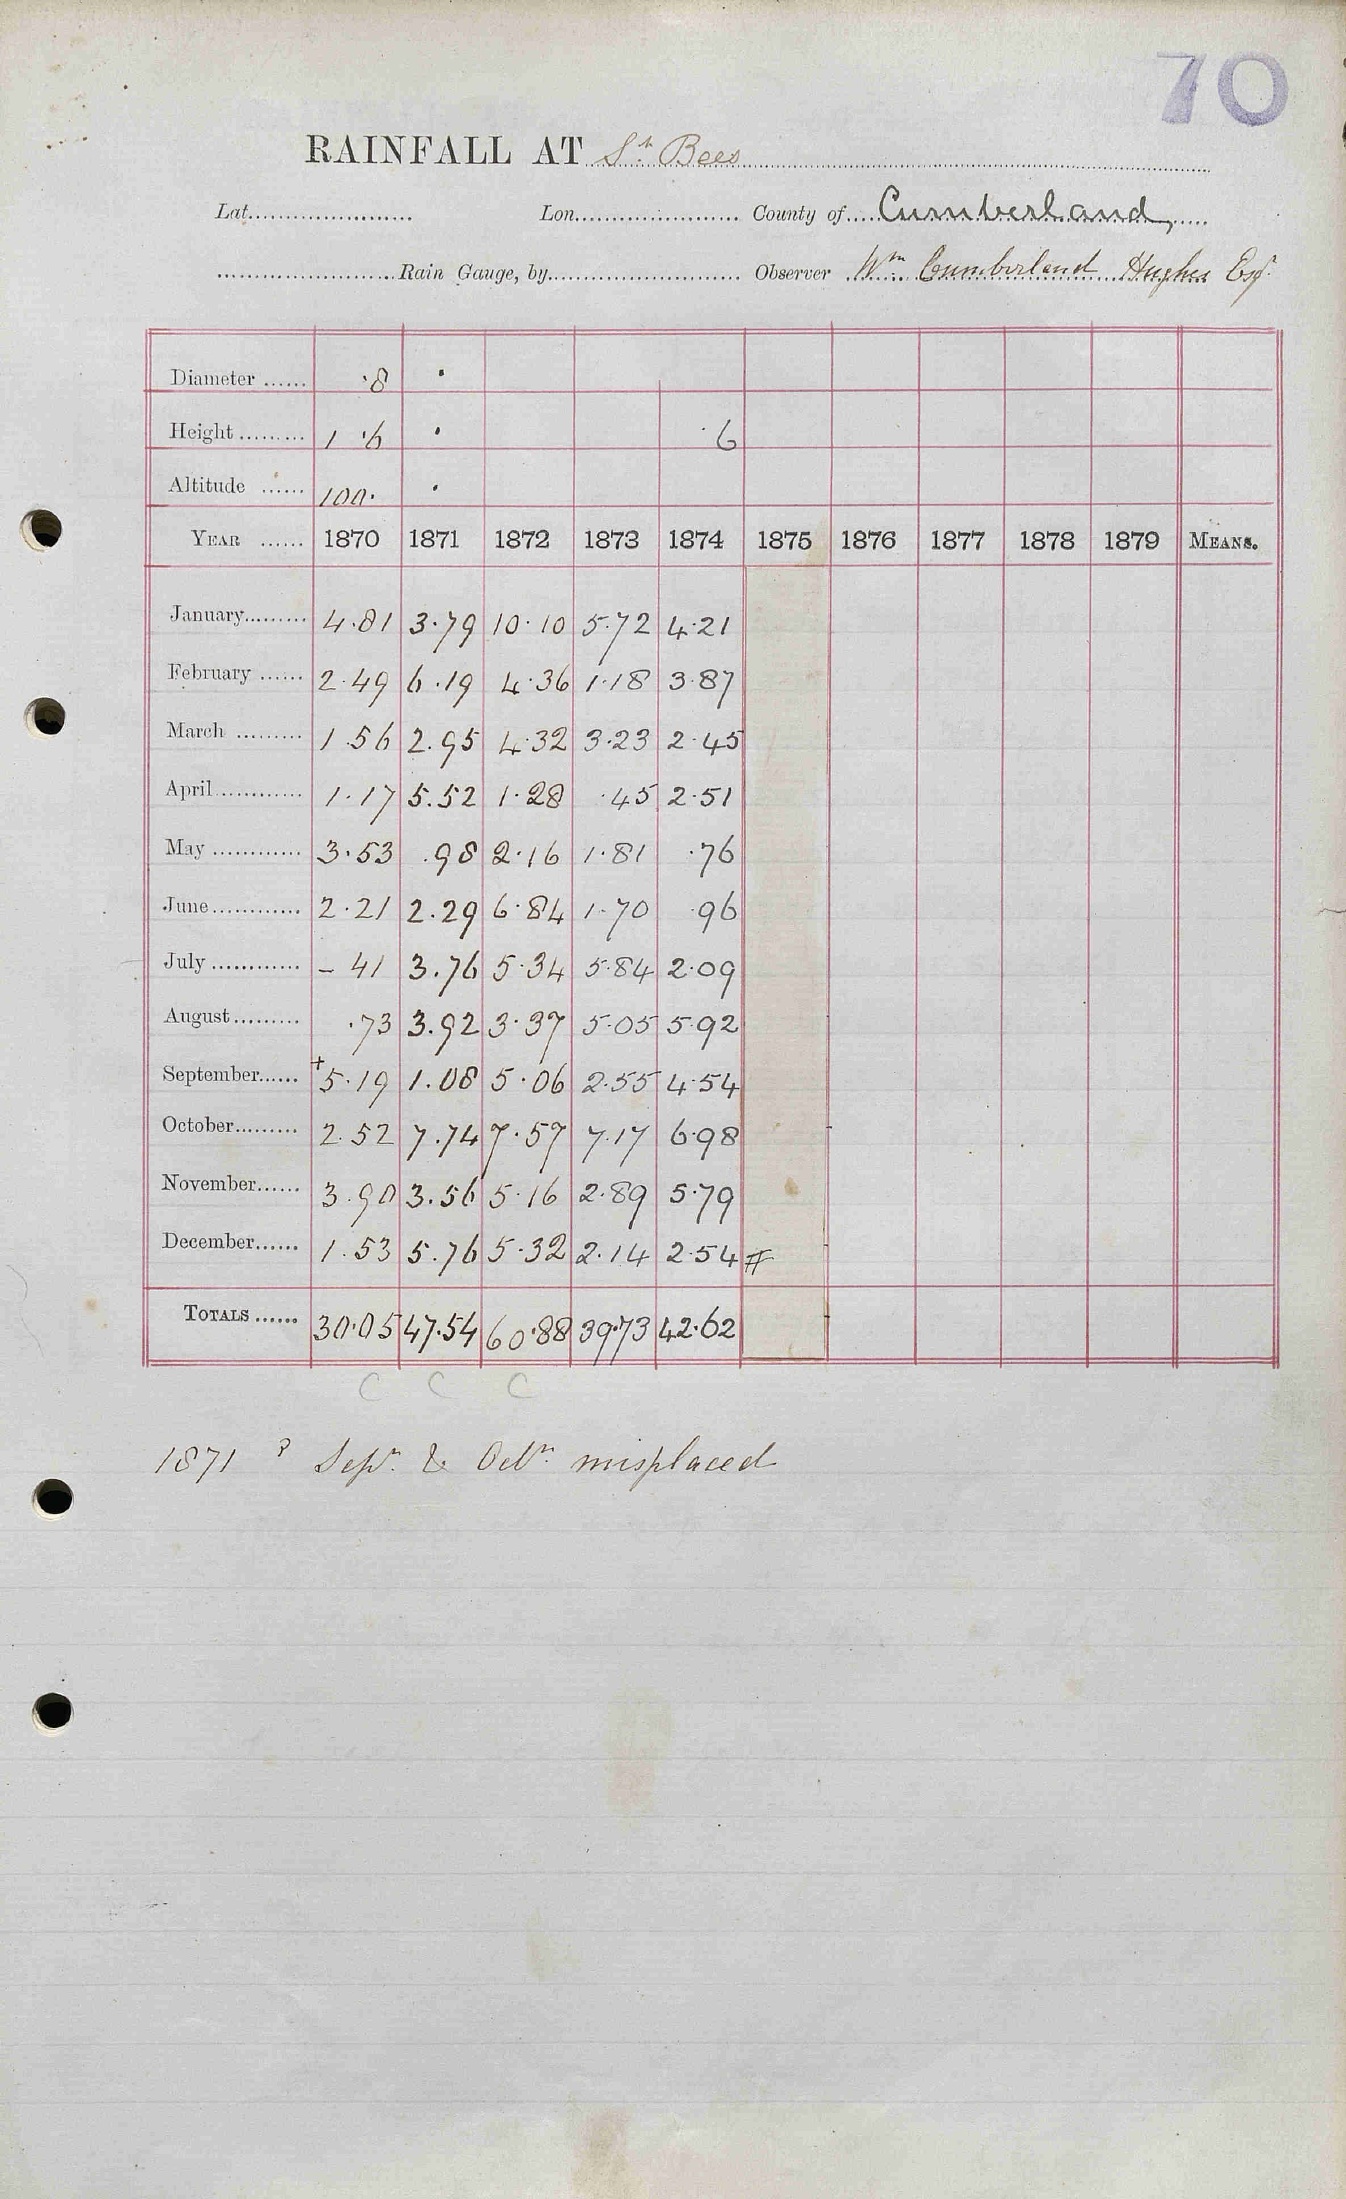 70
RAINFALL AT St Bees
Lat. Lon. County of Cumberland,
Rain Gauge, by Observer Wm Cumberland Hughes Esqr.
Diameter ...... ·8 ·
Height ......... 1 ·6 · ·6
Altitude ...... 100· ·
YEAR ...... 1870 1871 1872 1873 1874 1875 1876 1877 1878 1879 MEANS.
January......... 4·81 3·79 10·10 5·72 4·21
February ...... 2·49 6·19 4·36 1·18 3·87
March ......... 1·56 2.95 4·32 3·23 2·45
April............ 1·17 5.52 1·28 ·45 2·51
May ............ 3·53 .98 2·16 1·81 ·76
June............ 2·21 2.29 6·84 1·70 ·96
July ............ – 41 3.76 5·34 5·84 2·09
August......... ·73 3.92 3·37 5·05 5·92
September...... +5·19 1.08 5·06 2·55 4·54
October......... 2·52 7.74 7·57 7·17 6·98
November...... 3·90 3.56 5·16 2·89 5·79
December...... 1·53 5.76 5·32 2·14 2·54 #
TOTALS ...... 30·05 47·54 60·88 39·73 42·62
C C C
1871 ? Sepr. & Octr. misplaced